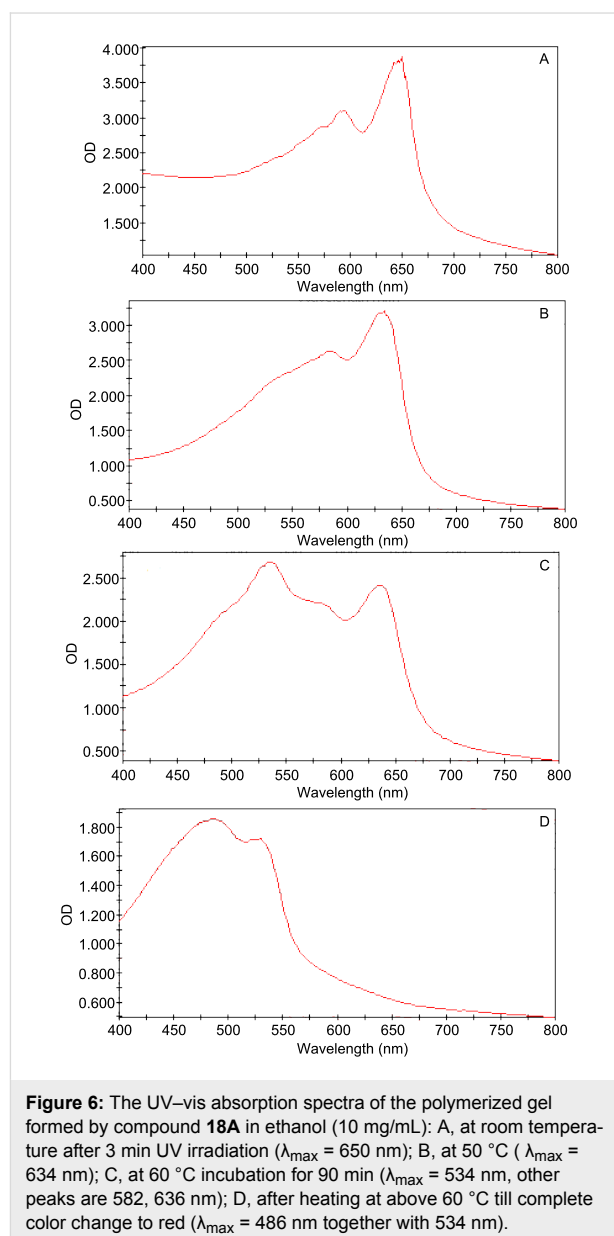 4.000
3.500
3.000
2.500
2.000
1.500
OD
A
400 450 500 550 600 650 700 750 800
Wavelength (nm)
3.000
2.500
2.000
1.500
1.000
0.500
OD
B
400 450 500 550 600 650 700 750 800
Wavelength (nm)
2.500
2.000
1.500
1.000
0.500
OD
C
400 450 500 550 600 650 700 750 800
Wavelength (nm)
1.800
1.600
1.400
1.200
1.000
0.800
0.600
OD
D
400 450 500 550 600 650 700 750 800
Wavelength (nm)
Figure 6: The UV–vis absorption spectra of the polymerized gel
formed by compound 18A in ethanol (10 mg/mL): A, at room tempera-
ture after 3 min UV irradiation (λmax = 650 nm); B, at 50 °C ( λmax =
634 nm); C, at 60 °C incubation for 90 min (λmax = 534 nm, other
peaks are 582, 636 nm); D, after heating at above 60 °C till complete
color change to red (λmax = 486 nm together with 534 nm).